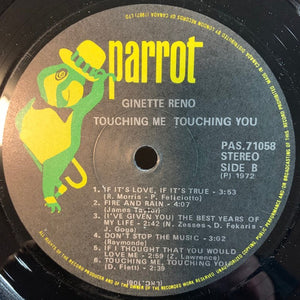 parrot
GINETTE RENO
TOUCHING ME TOUCHING YOU
PAS.71058
STEREO
SIDE B
(P) 1972
1. IF IT'S LOVE, IF IT'S TRUE - 3:53
(R. Morris - P. Feliciotto)
2. FIRE AND RAIN - 4:07
(James Taylor)
3. (I'VE GIVEN YOU) THE BEST YEARS OF
MY LIFE - 2:42 (N. Zesses - D. Fekaris
J. Goga)
4. DON'T STOP THE MUSIC - 3:02
(Raymonde)
5. IF I THOUGHT THAT YOU WOULD
LOVE ME - 2:59 (Z. Lawrence)
6. TOUCHING ME, TOUCHING YOU
(D. Flett) - 2:39